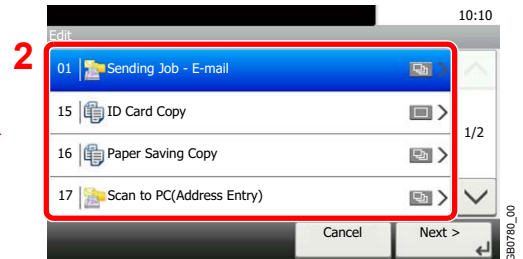 10:10
Edit
2
01 Sending Job - E-mail
15 ID Card Copy
1/2
16 Paper Saving Copy
17 Scan to PC(Address Entry)
Cancel Next >
GB0780_00